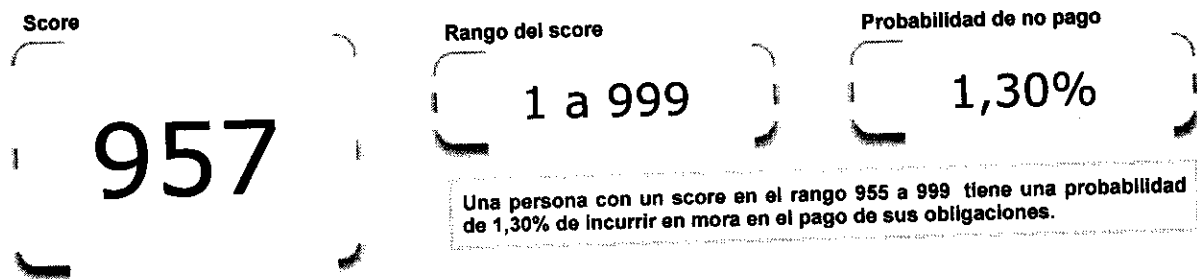 Score
957
Rango del score
1 a 999
Probabilidad de no pago
1,30%
Una persona con un score en el rango 955 a 999 tiene una probabilidad
de 1,30% de incurrir en mora en el pago de sus obligaciones.